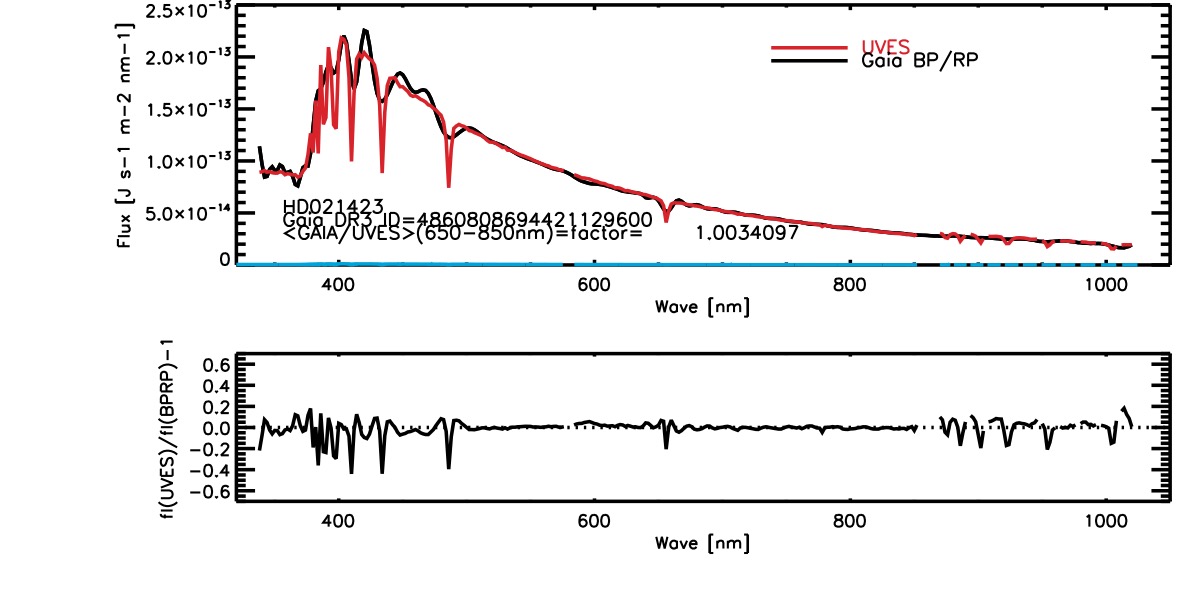 2.5×10−13
2.0×10−13
1.5×10−13
1.0×10−13
5.0×10−14
0
Flux [J s−1 m−2 nm−1]
UVES
Gaia BP/RP
HD021423
Gaia DR3 ID=4860808694421129600
<GAIA/UVES>(650−850nm)=factor= 1.0034097
400 600 800 1000
Wave [nm]
0.6
0.4
0.2
0.0
−0.2
−0.4
−0.6
fl(UVES)/fl(BPRP)−1
400 600 800 1000
Wave [nm]